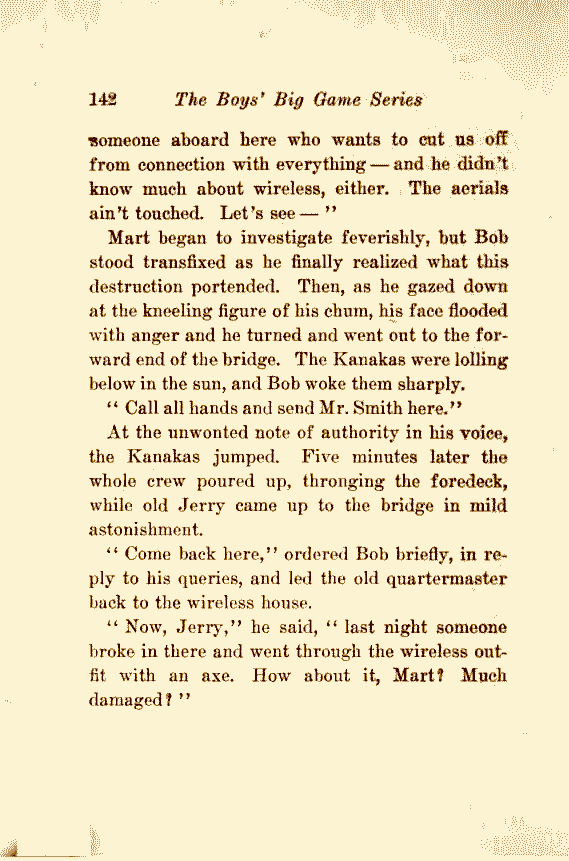 142 The Boys' Big Game Series
someone aboard here who wants to cut us off
from connection with everything — and he didn't
know much about wireless, either. The aerials
ain't touched. Let's see — "
Mart began to investigate feverishly, but Bob
stood transfixed as he finally realized what this
destruction portended. Then, as he gazed down
at the kneeling figure of his chum, his face flooded
with anger and he turned and went out to the for-
ward end of the bridge. The Kanakas were lolling
below in the sun, and Bob woke them sharply.
" Call all hands and send Mr. Smith here."
At the unwonted note of authority in his voice,
the Kanakas jumped. Five minutes later the
whole crew poured up, thronging the foredeck,
while old Jerry came up to the bridge in mild
astonishment.
" Come back here," ordered Bob briefly, in re-
ply to his queries, and led the old quartermaster
back to the wireless house.
" Now, Jerry," he said, " last night someone
broke in there and went through the wireless out-
fit with an axe. How about it, Mart? Much
damaged? "